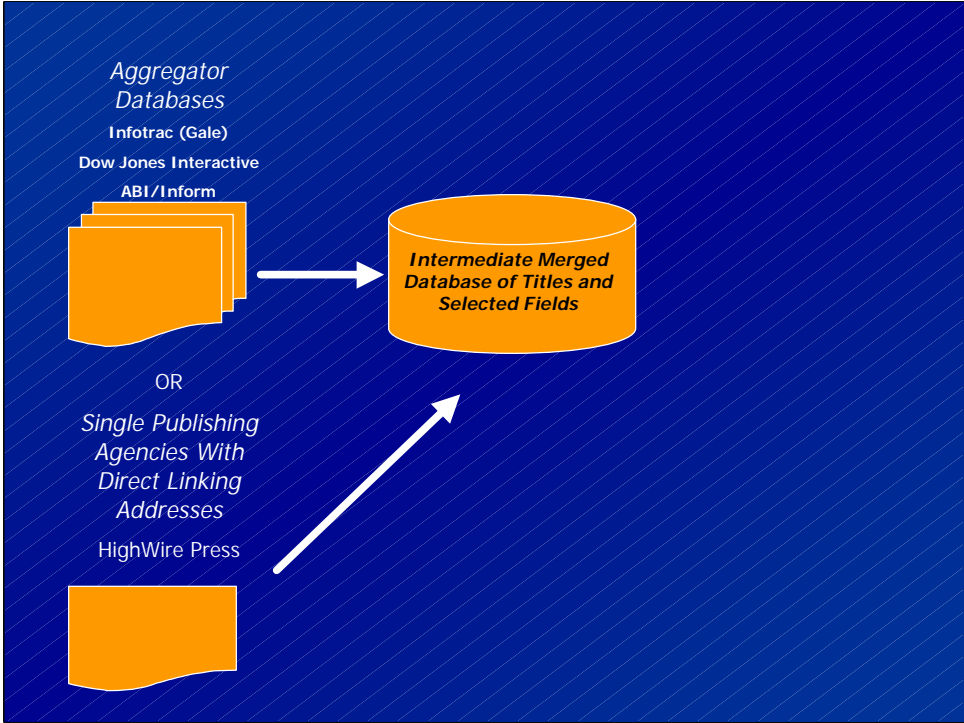 Aggregator
Databases
Infotrac (Gale)
Dow Jones Interactive
ABI/Inform
Intermediate Merged
Database of Titles and
Selected Fields
OR
Single Publishing
Agencies With
Direct Linking
Addresses
HighWire Press